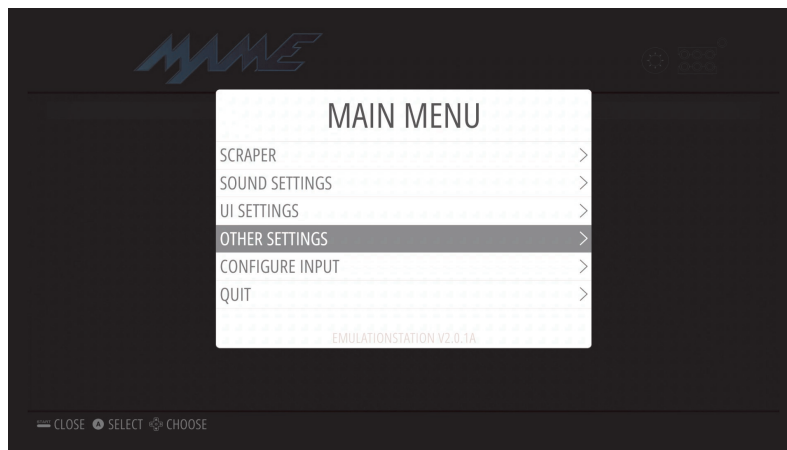 MAME
MAIN MENU
SCRAPER
SOUND SETTINGS
UI SETTINGS
OTHER SETTINGS
CONFIGURE INPUT
QUIT
EMULATIONSTATION V2.0.1A
START CLOSE A SELECT CHOOSE